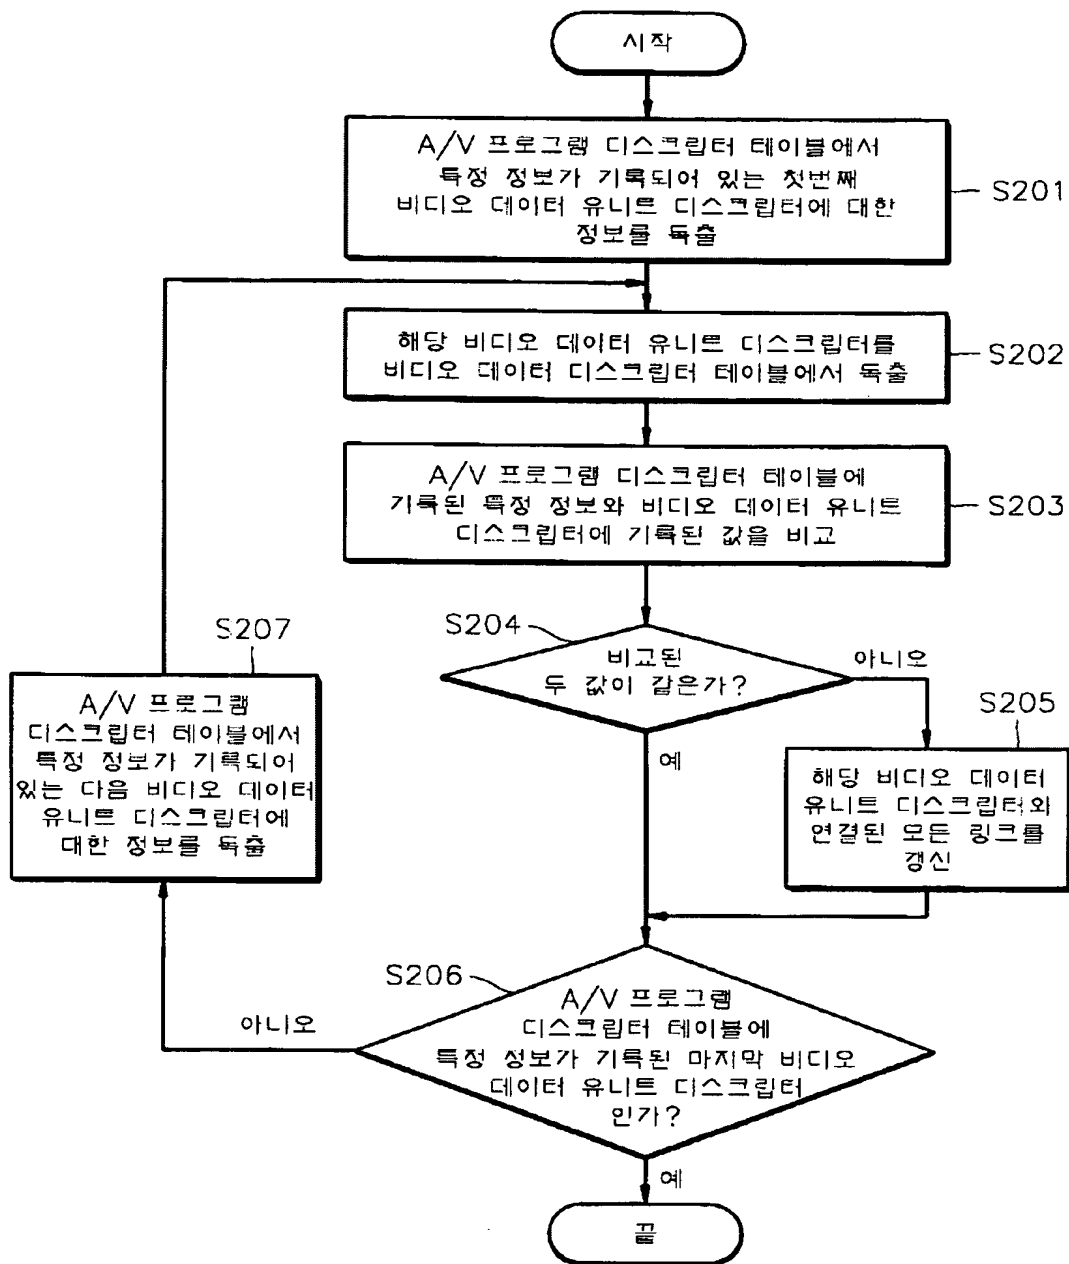 시작
A/V 프로그램 디스크립터 테이블에서
특정 정보가 기록되어 있는 첫번째
비디오 데이터 유니트 디스크립터에 대한
정보를 독출
S201
해당 비디오 데이터 유니트 디스크립터를
비디오 데이터 디스크립터 테이블에서 독출
S202
A/V 프로그램 디스크립터 테이블에
기록된 특정 정보와 비디오 데이터 유니트
디스크립터에 기록된 값을 비교
S203
S204
비교된
두 값이 같은가?
아니오
예
S205
해당 비디오 데이터
유니트 디스크립터와
연결된 모든 링크를
갱신
S206
A/V 프로그램
디스크립터 테이블에
특정 정보가 기록된 마지막 비디오
데이터 유니트 디스크립터
인가?
아니오
예
S207
A/V 프로그램
디스크립터 테이블에서
특정 정보가 기록되어
있는 다음 비디오 데이터
유니트 디스크립터에
대한 정보를 독출
끝